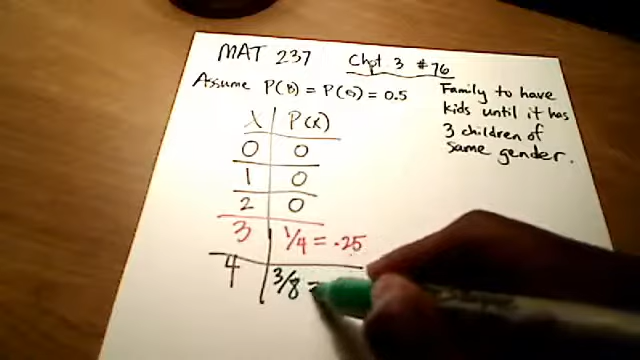 MAT 237
Chpt 3 #76
Assume P(B) = P(G) = 0.5
Family to have
kids until it has
3 children of
same gender.
X P(X)
0 0
1 0
2 0
3 1/4 = .25
4 3/8 =